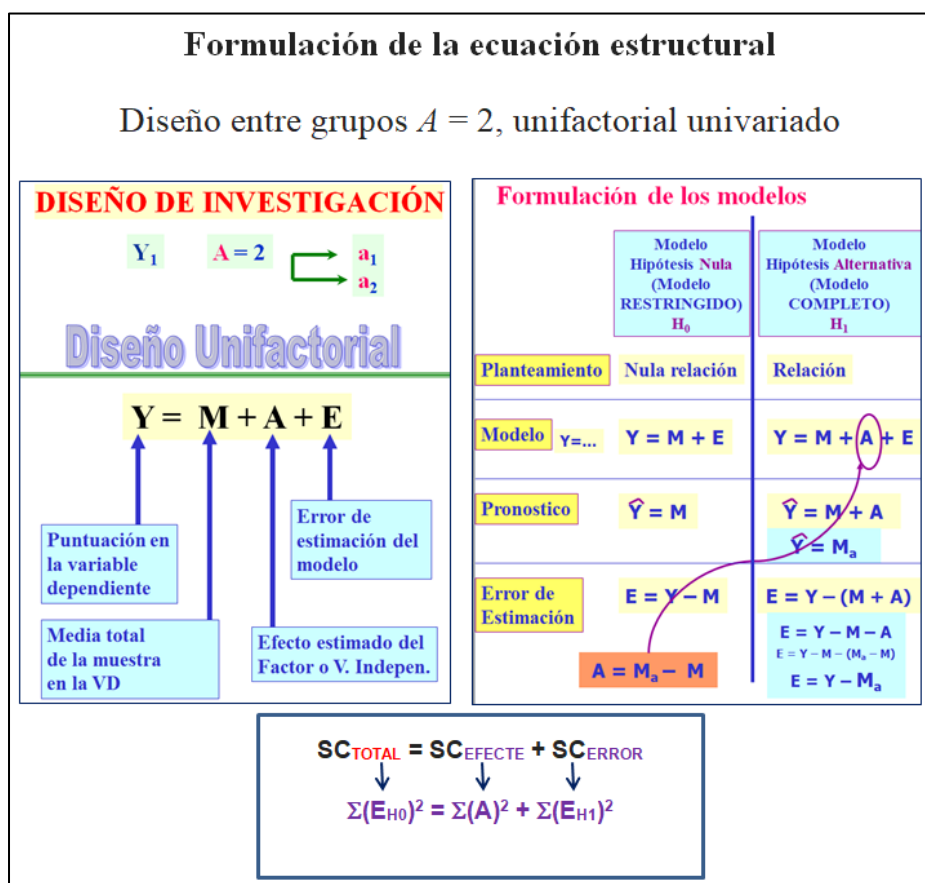 Formulación de la ecuación estructural
Diseño entre grupos A = 2, unifactorial univariado
DISEÑO DE INVESTIGACIÓN
Y1 A = 2 a1
a2
Diseño Unifactorial
Y = M + A + E
Puntuación en
la variable
dependiente
Error de
estimación del
modelo
Media total
de la muestra
en la VD
Efecto estimado del
Factor o V. Indepen.
Formulación de los modelos
Modelo
Hipótesis Nula
(Modelo
RESTRINGIDO)
H0
Modelo
Hipótesis Alternativa
(Modelo
COMPLETO)
H1
Planteamiento Nula relación Relación
Modelo Y=... Y = M + E Y = M + A + E
Pronostico Ŷ = M Ŷ = M + A
Ŷ = Ma
Error de
Estimación
E = Y – M E = Y – (M + A)
E = Y – M – A
E = Y – M – (Ma – M)
E = Y – Ma
A = Ma – M
SCTOTAL = SCEFECTE + SCERROR
Σ(EH0)² = Σ(A)² + Σ(EH1)²